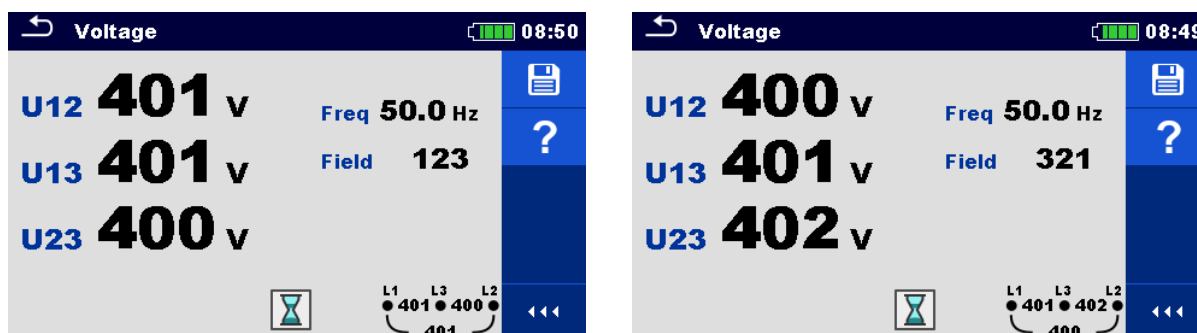 Voltage 08:50
U12 401 V
Freq 50.0 Hz
U13 401 V
Field 123
?
U23 400 V
L1 L3 L2
401 400
401
Voltage 08:49
U12 400 V
Freq 50.0 Hz
U13 401 V
Field 321
?
U23 402 V
L1 L3 L2
401 402
400